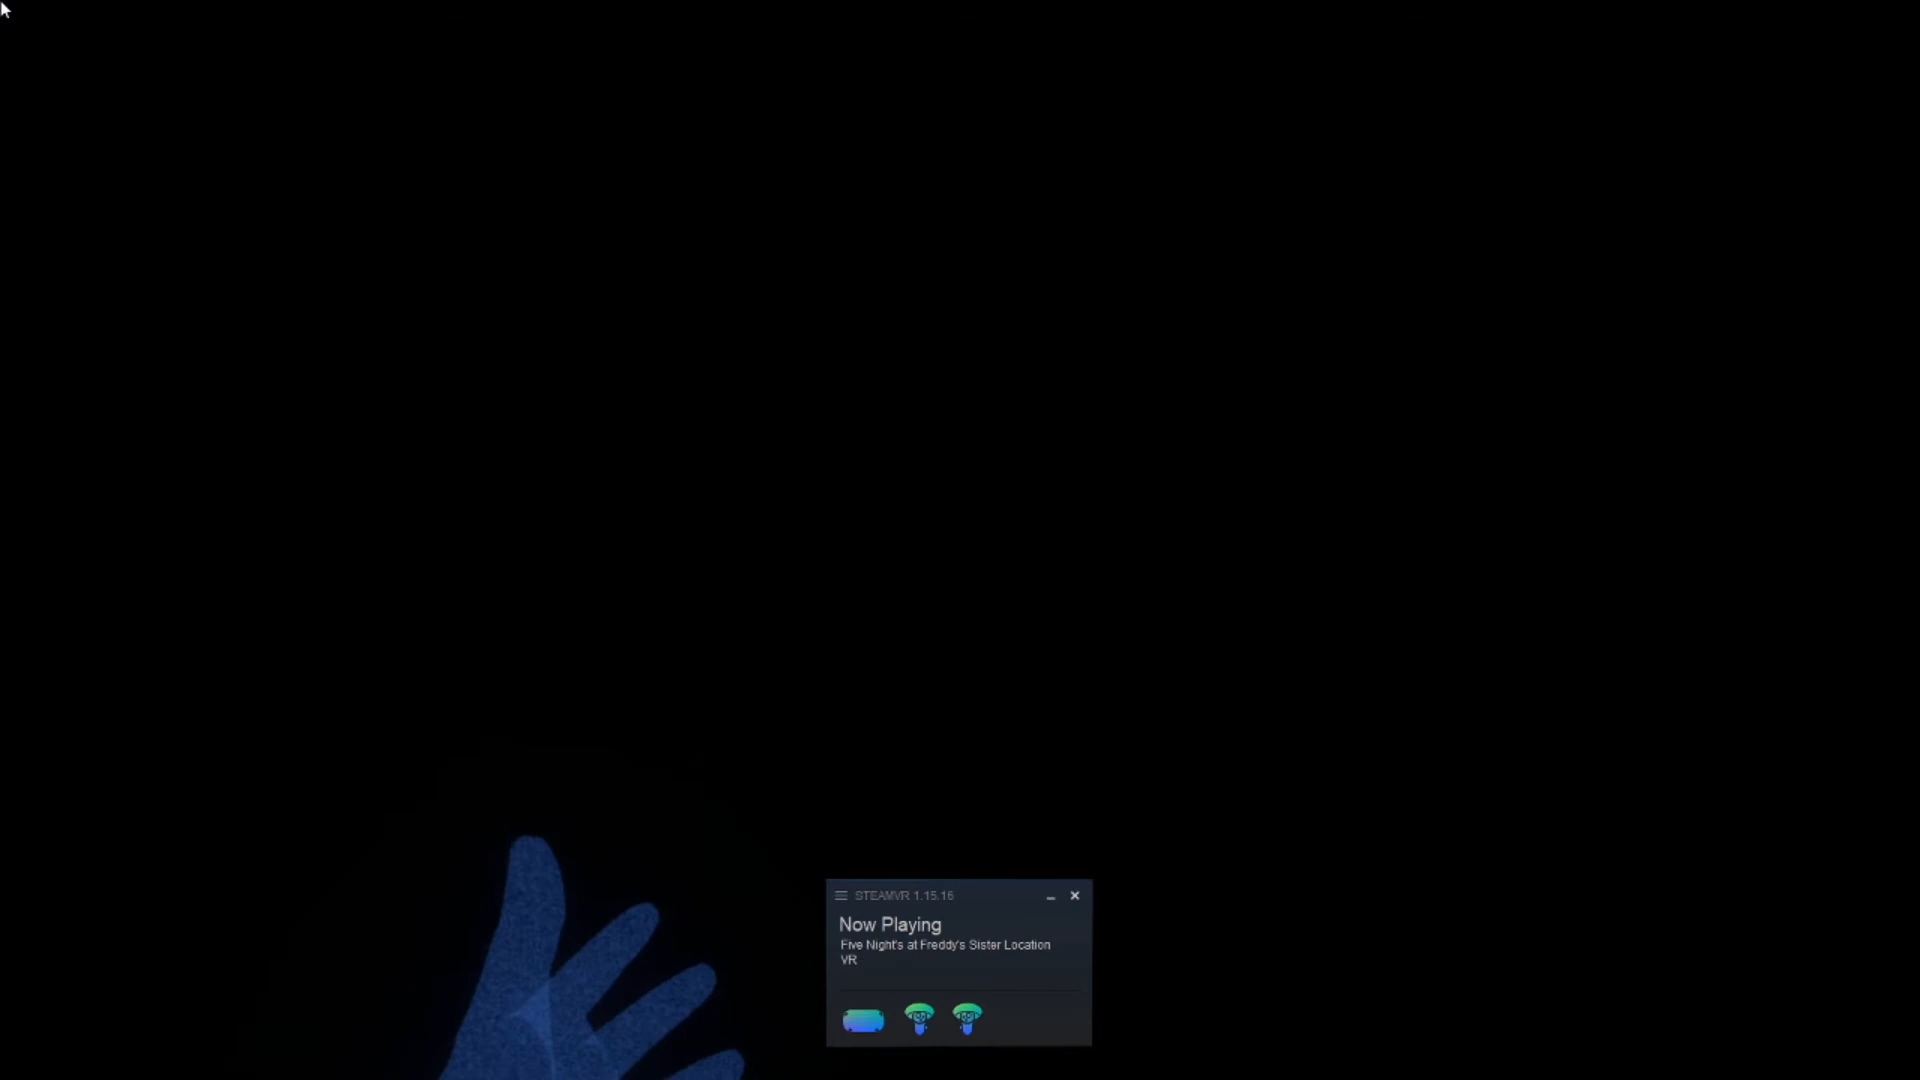 STEAMVR 1.15.16
Now Playing
Five Night's at Freddy's Sister Location
VR